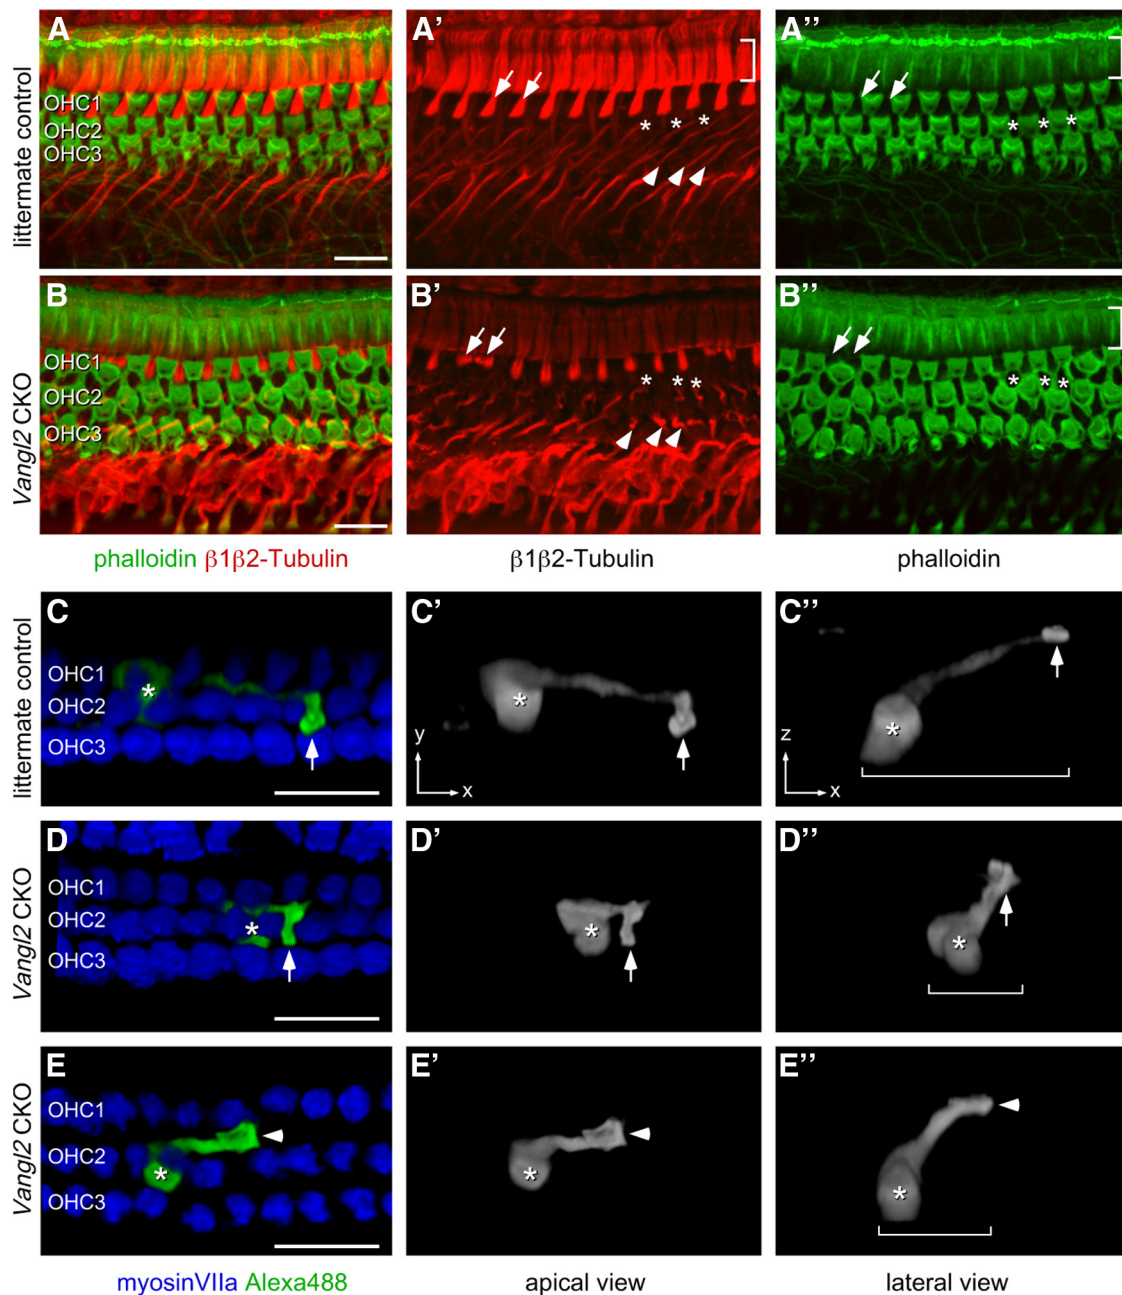 littermate control
A
OHC1
OHC2
OHC3
A’
* * *
A’’
* * *
Vangl2 CKO
B
OHC1
OHC2
OHC3
B’
* * *
B’’
* * *
phalloidin β1β2-Tubulin
β1β2-Tubulin
phalloidin
littermate control
C
OHC1
*
OHC2
OHC3
C’
*
y
x
C’’
*
z
x
Vangl2 CKO
D
OHC1
OHC2
*
OHC3
D’
*
D’’
*
Vangl2 CKO
E
OHC1
OHC2
*
OHC3
E’
*
E’’
*
myosinVIIa Alexa488
apical view
lateral view